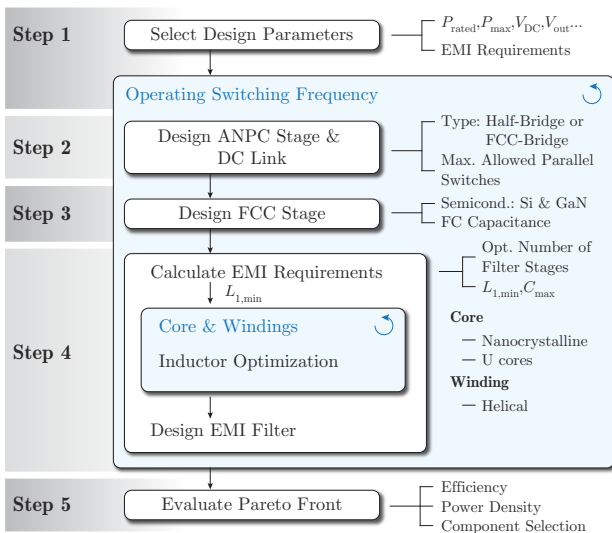 Step 1
Select Design Parameters
P_rated, P_max, V_DC, V_out...
EMI Requirements
Operating Switching Frequency
Step 2
Design ANPC Stage &
DC Link
Type: Half-Bridge or
FCC-Bridge
Max. Allowed Parallel
Switches
Step 3
Design FCC Stage
Semicond.: Si & GaN
FC Capacitance
Step 4
Calculate EMI Requirements
L_1,min
Core & Windings
Inductor Optimization
Design EMI Filter
Opt. Number of
Filter Stages
L_1,min, C_max
Core
— Nanocrystalline
— U cores
Winding
— Helical
Step 5
Evaluate Pareto Front
Efficiency
Power Density
Component Selection